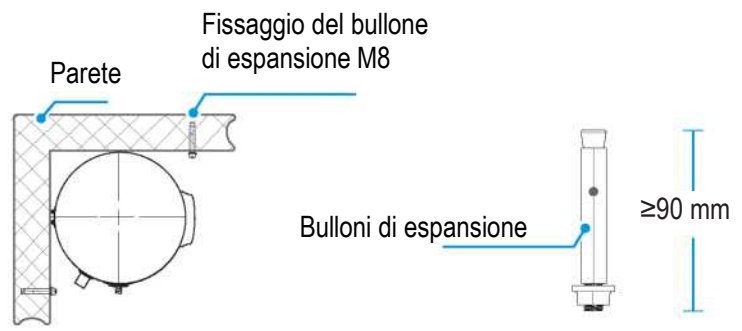 Fissaggio del bullone
di espansione M8
Parete
Bulloni di espansione
≥90 mm